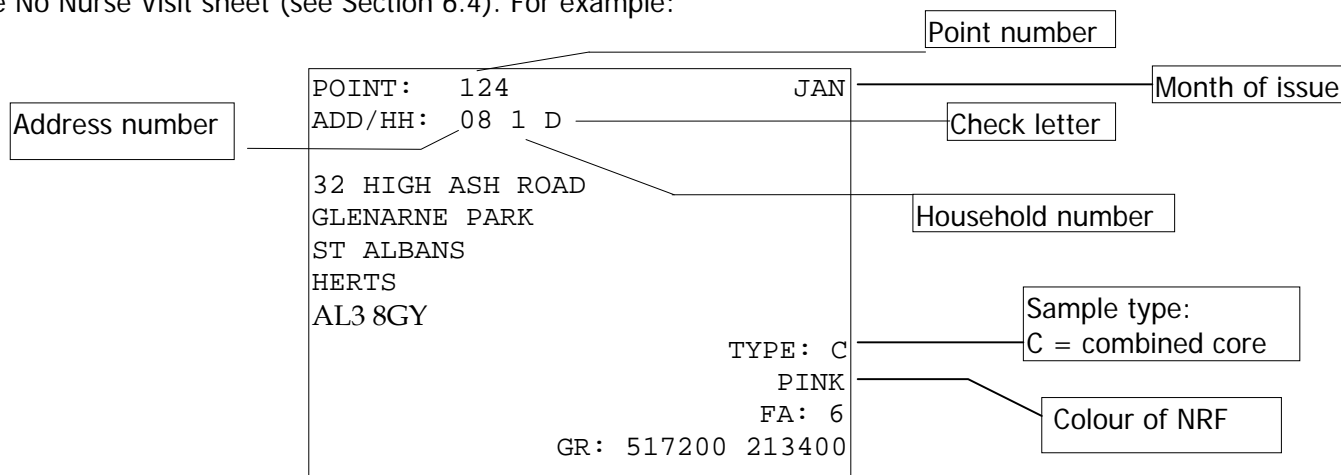 e No Nurse Visit sheet (see Section 6.4). For example:
Point number
POINT: 124 JAN
Month of issue
Address number
ADD/HH: 08 1 D
Check letter
32 HIGH ASH ROAD
GLENARNE PARK
Household number
ST ALBANS
HERTS
AL3 8GY
Sample type:
C = combined core
TYPE: C
PINK
FA: 6
Colour of NRF
GR: 517200 213400